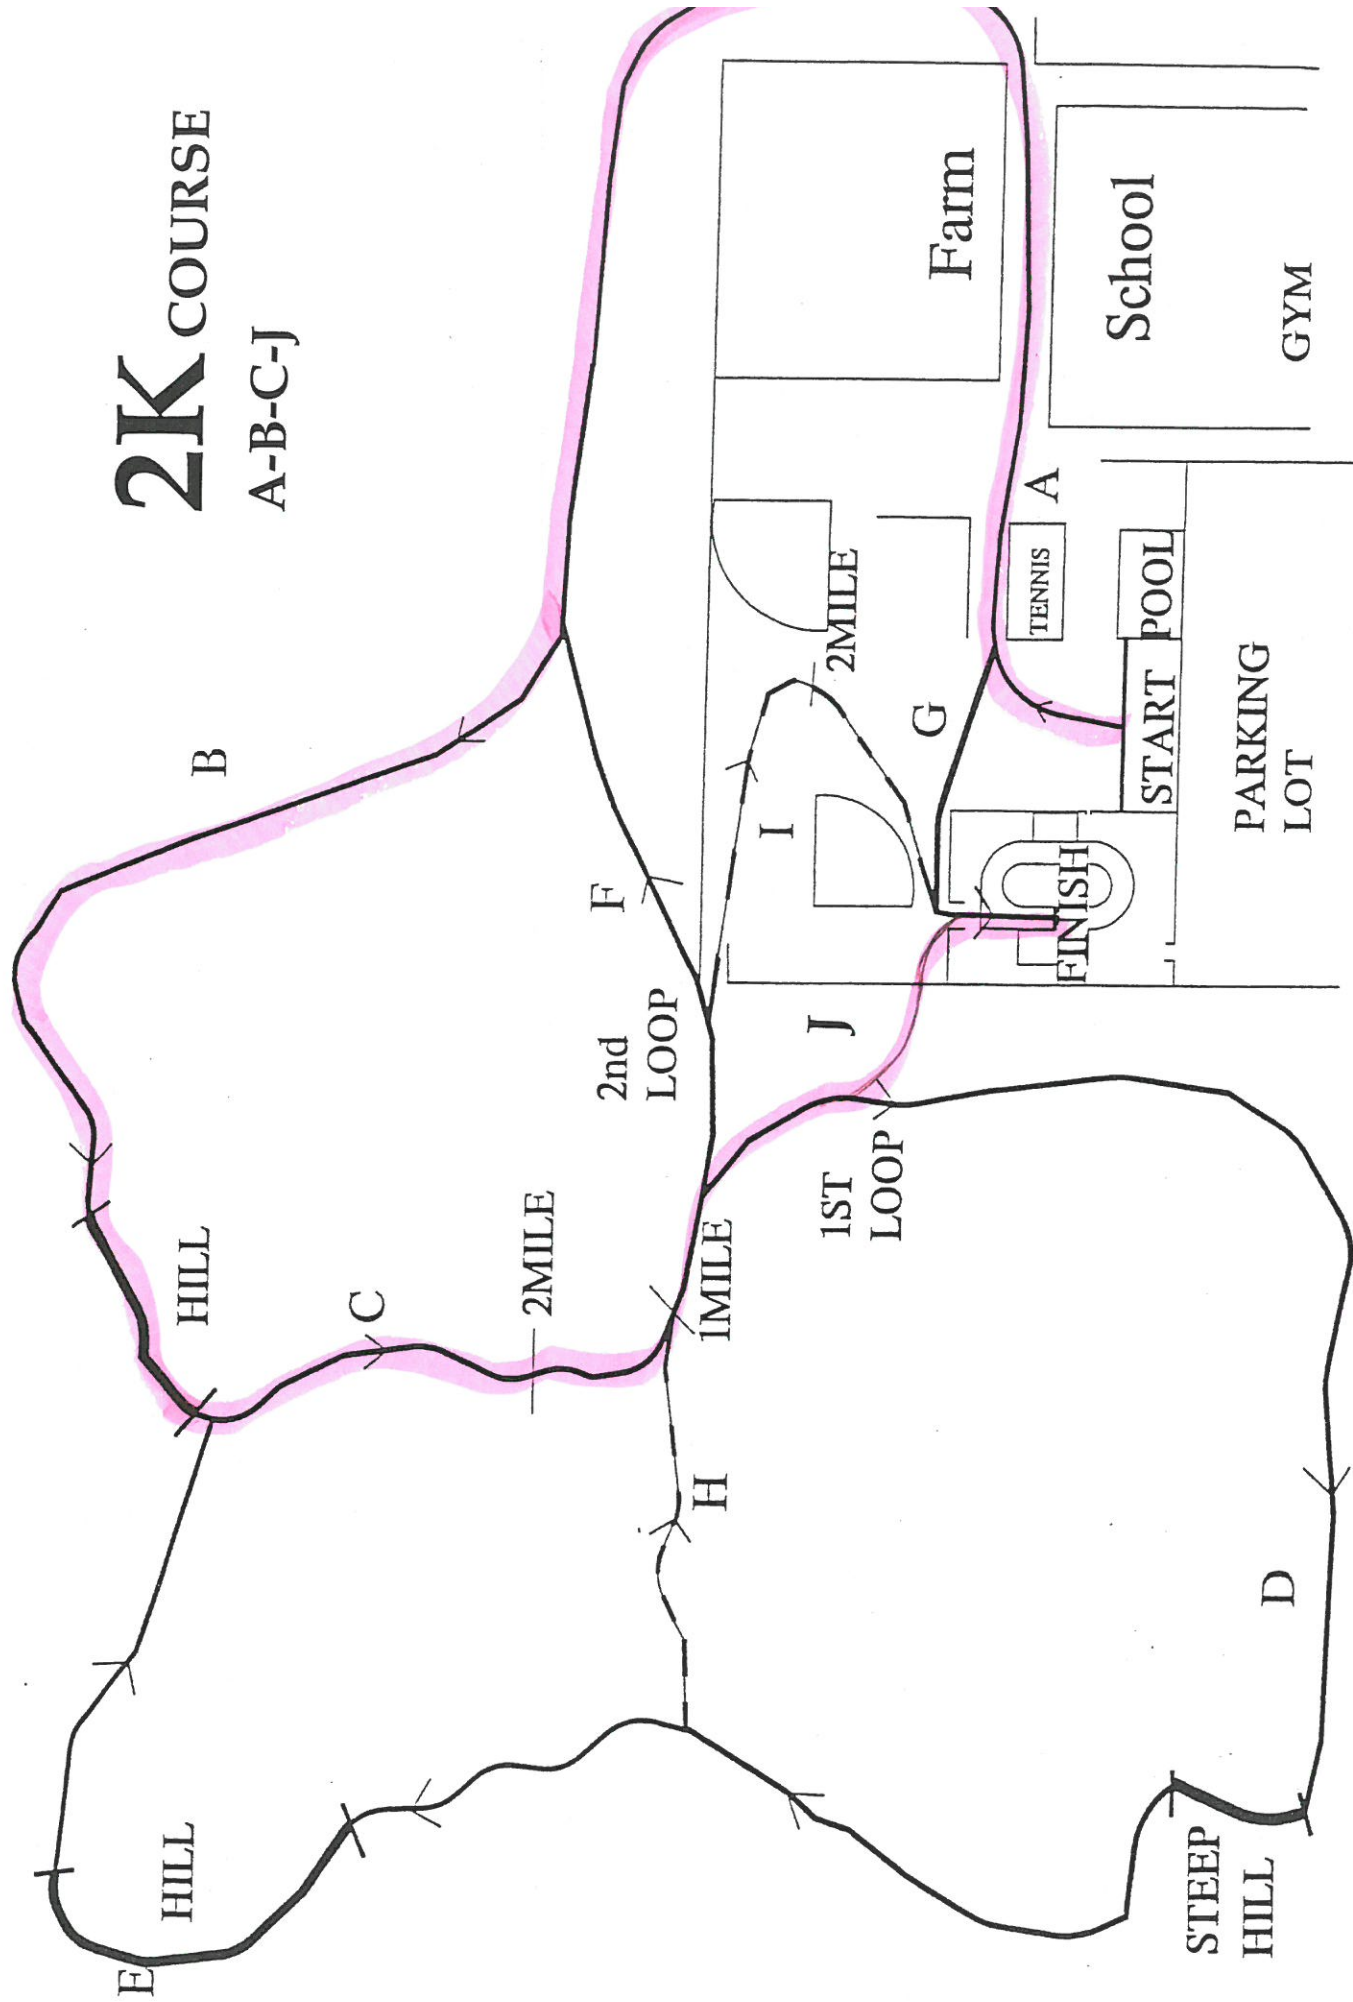 2K COURSE
A-B-C-J
B
HILL
C
2MILE
E
HILL
F
2nd
LOOP
1MILE
H
I
2MILE
G
J
1ST
LOOP
Farm
A
TENNIS
School
GYM
POOL
START
FINISH
PARKING
LOT
D
STEEP
HILL